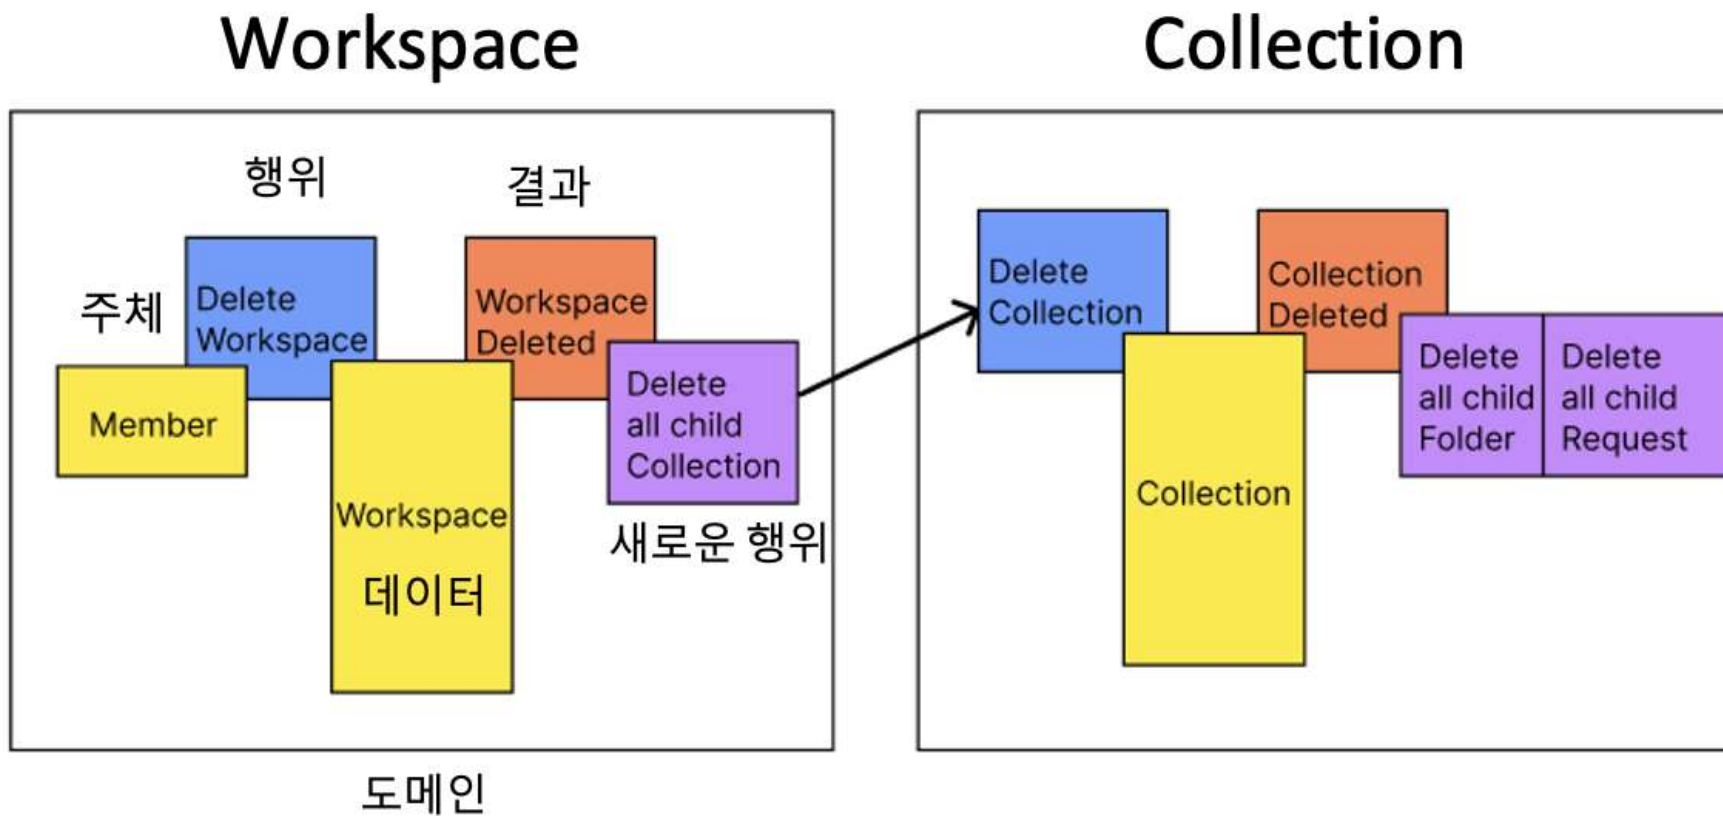 Workspace
Collection
행위
결과
주체
Delete
Workspace
Workspace
Deleted
Member
Workspace
데이터
Delete
all child
Collection
새로운 행위
도메인
Delete
Collection
Collection
Deleted
Collection
Delete
all child
Folder
Delete
all child
Request